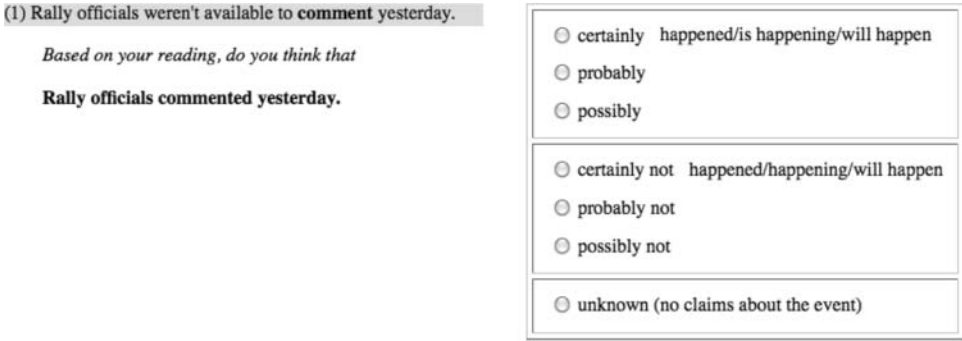 (1) Rally officials weren't available to comment yesterday.
Based on your reading, do you think that
Rally officials commented yesterday.
certainly happened/is happening/will happen
probably
possibly
certainly not happened/happening/will happen
probably not
possibly not
unknown (no claims about the event)